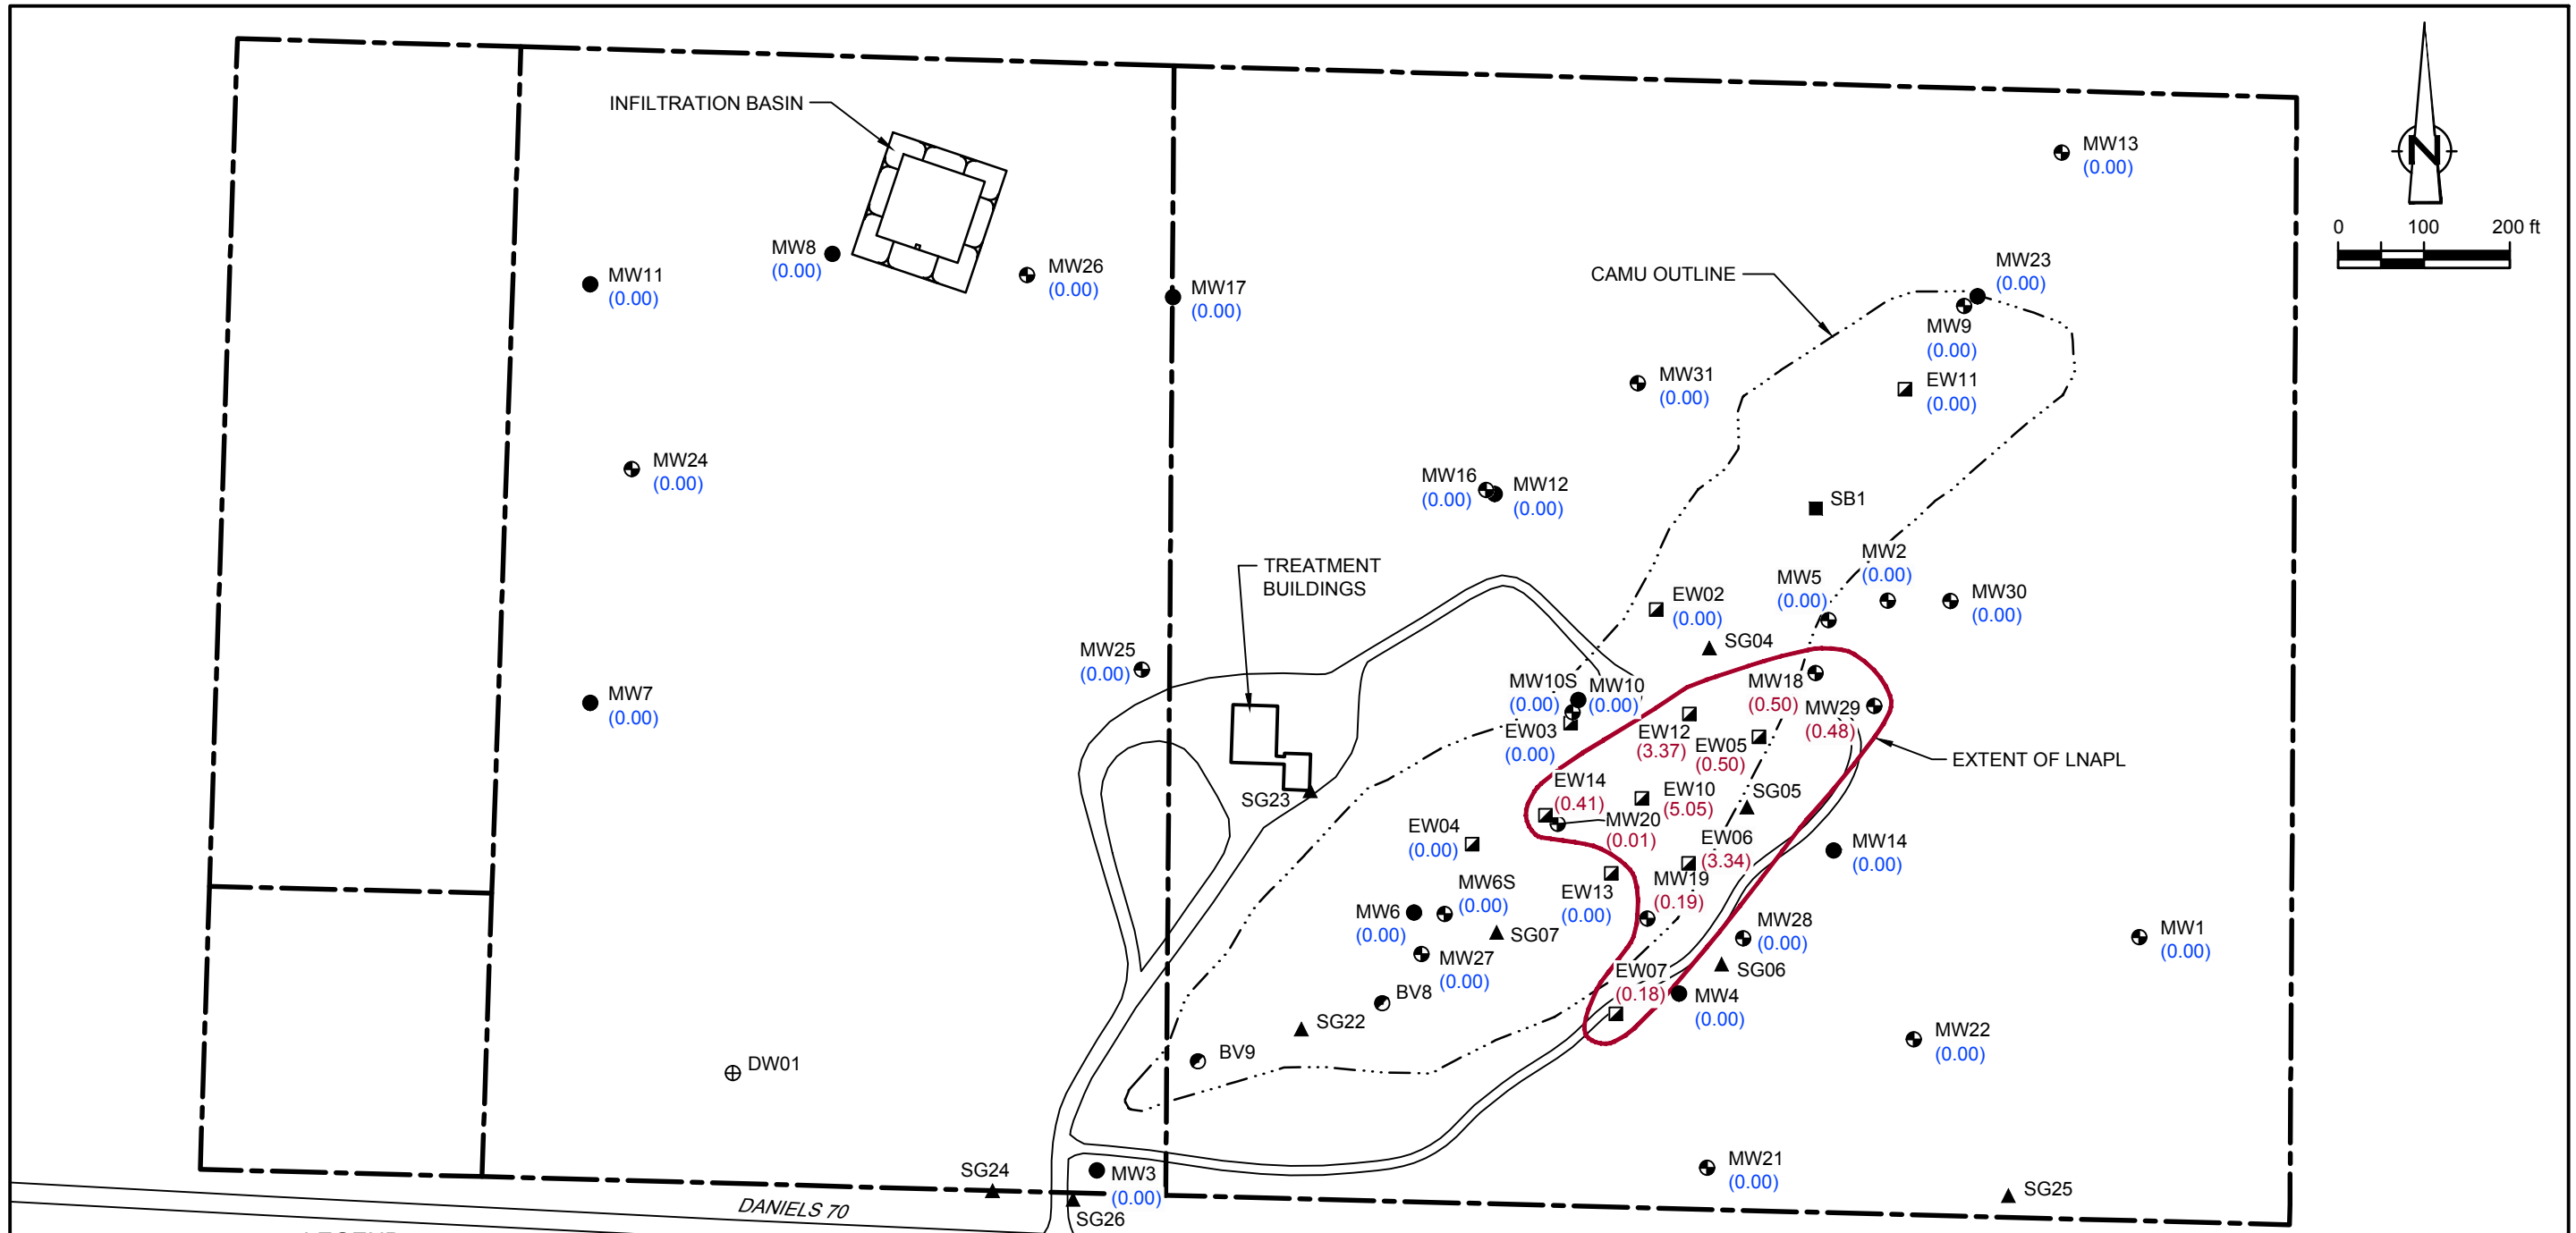 INFILTRATION BASIN
MW13
(0.00)
N
0 100 200 ft
MW8
(0.00)
MW26
(0.00)
MW11
(0.00)
MW17
(0.00)
CAMU OUTLINE
MW23
(0.00)
MW9
(0.00)
MW31
(0.00)
EW11
(0.00)
MW24
(0.00)
MW16
(0.00)
MW12
(0.00)
SB1
TREATMENT
BUILDINGS
MW2
(0.00)
MW5
(0.00)
MW30
(0.00)
EW02
(0.00)
SG04
MW25
(0.00)
MW7
(0.00)
MW10S
(0.00)
MW10
(0.00)
EW03
(0.00)
MW18
(0.50)
MW29
(0.48)
EW12
(3.37)
EW05
(0.50)
EXTENT OF LNAPL
SG23
EW14
(0.41)
EW10
(5.05)
SG05
MW20
(0.01)
EW04
(0.00)
EW06
(3.34)
MW14
(0.00)
MW6S
(0.00)
EW13
(0.00)
MW19
(0.19)
MW6
(0.00)
SG07
MW28
(0.00)
MW1
(0.00)
MW27
(0.00)
EW07
(0.18)
SG06
BV8
MW4
(0.00)
SG22
MW22
(0.00)
BV9
DW01
MW21
(0.00)
SG24
MW3
(0.00)
SG25
DANIELS 70
SG26